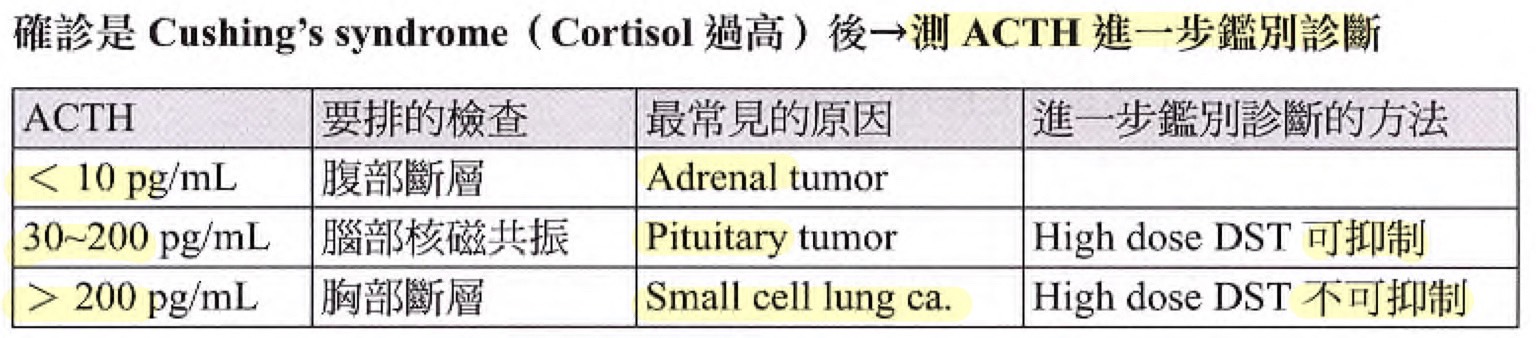 確診是 Cushing's syndrome（Cortisol 過高）後→測 ACTH 進一步鑑別診斷
ACTH 要排的檢查 最常見的原因 進一步鑑別診斷的方法
< 10 pg/mL 腹部斷層 Adrenal tumor
30~200 pg/mL 腦部核磁共振 Pituitary tumor High dose DST 可抑制
> 200 pg/mL 胸部斷層 Small cell lung ca. High dose DST 不可抑制